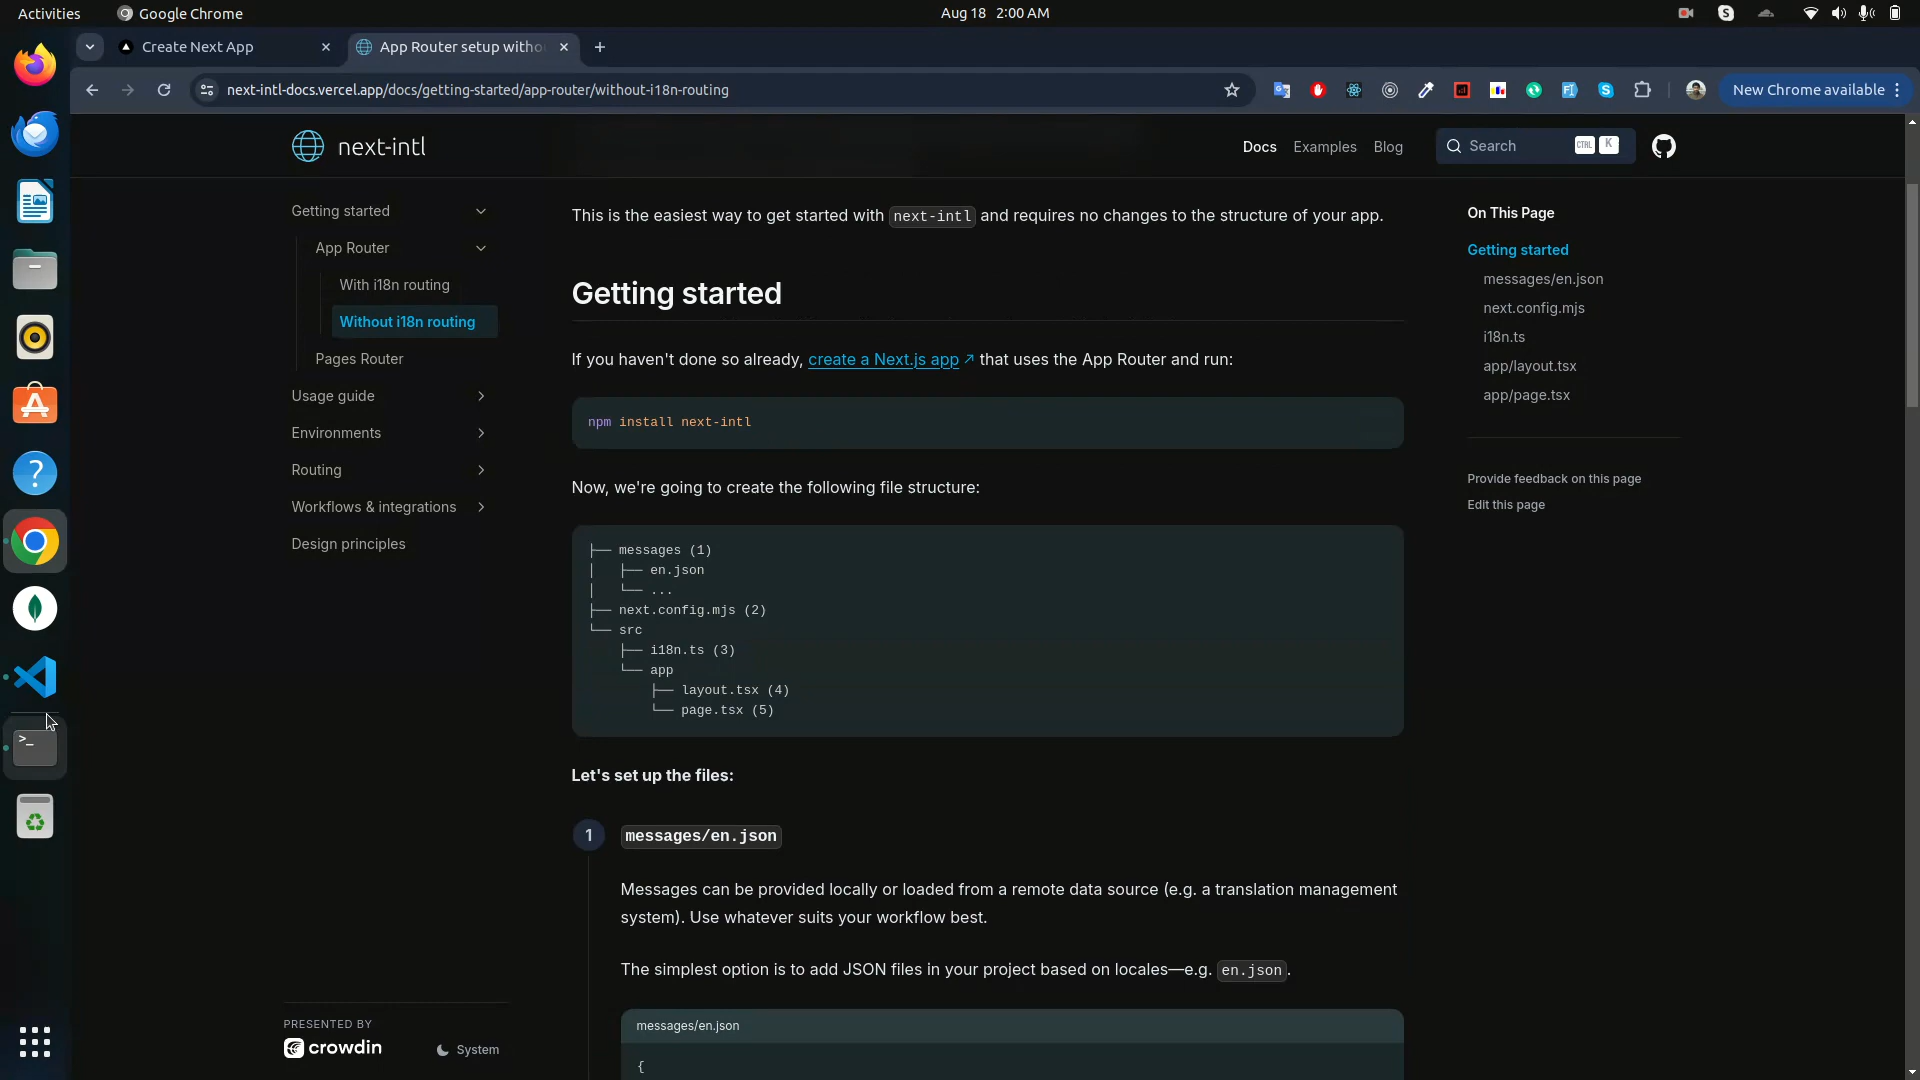 Activities
Google Chrome
Aug 18 2:00 AM
Create Next App
App Router setup witho
next-intl-docs.vercel.app/docs/getting-started/app-router/without-i18n-routing
New Chrome available
next-intl
Docs
Examples
Blog
Search
CTRL K
Getting started
App Router
With i18n routing
Without i18n routing
Pages Router
Usage guide
Environments
Routing
Workflows & integrations
Design principles
PRESENTED BY
crowdin
System
This is the easiest way to get started with next-intl and requires no changes to the structure of your app.
Getting started
If you haven't done so already, create a Next.js app ↗ that uses the App Router and run:
npm install next-intl
Now, we're going to create the following file structure:
├── messages (1)
│   ├── en.json
│   └── ...
├── next.config.mjs (2)
└── src
    ├── i18n.ts (3)
    └── app
        ├── layout.tsx (4)
        └── page.tsx (5)
Let's set up the files:
1
messages/en.json
Messages can be provided locally or loaded from a remote data source (e.g. a translation management
system). Use whatever suits your workflow best.
The simplest option is to add JSON files in your project based on locales—e.g. en.json.
messages/en.json
{
On This Page
Getting started
messages/en.json
next.config.mjs
i18n.ts
app/layout.tsx
app/page.tsx
Provide feedback on this page
Edit this page